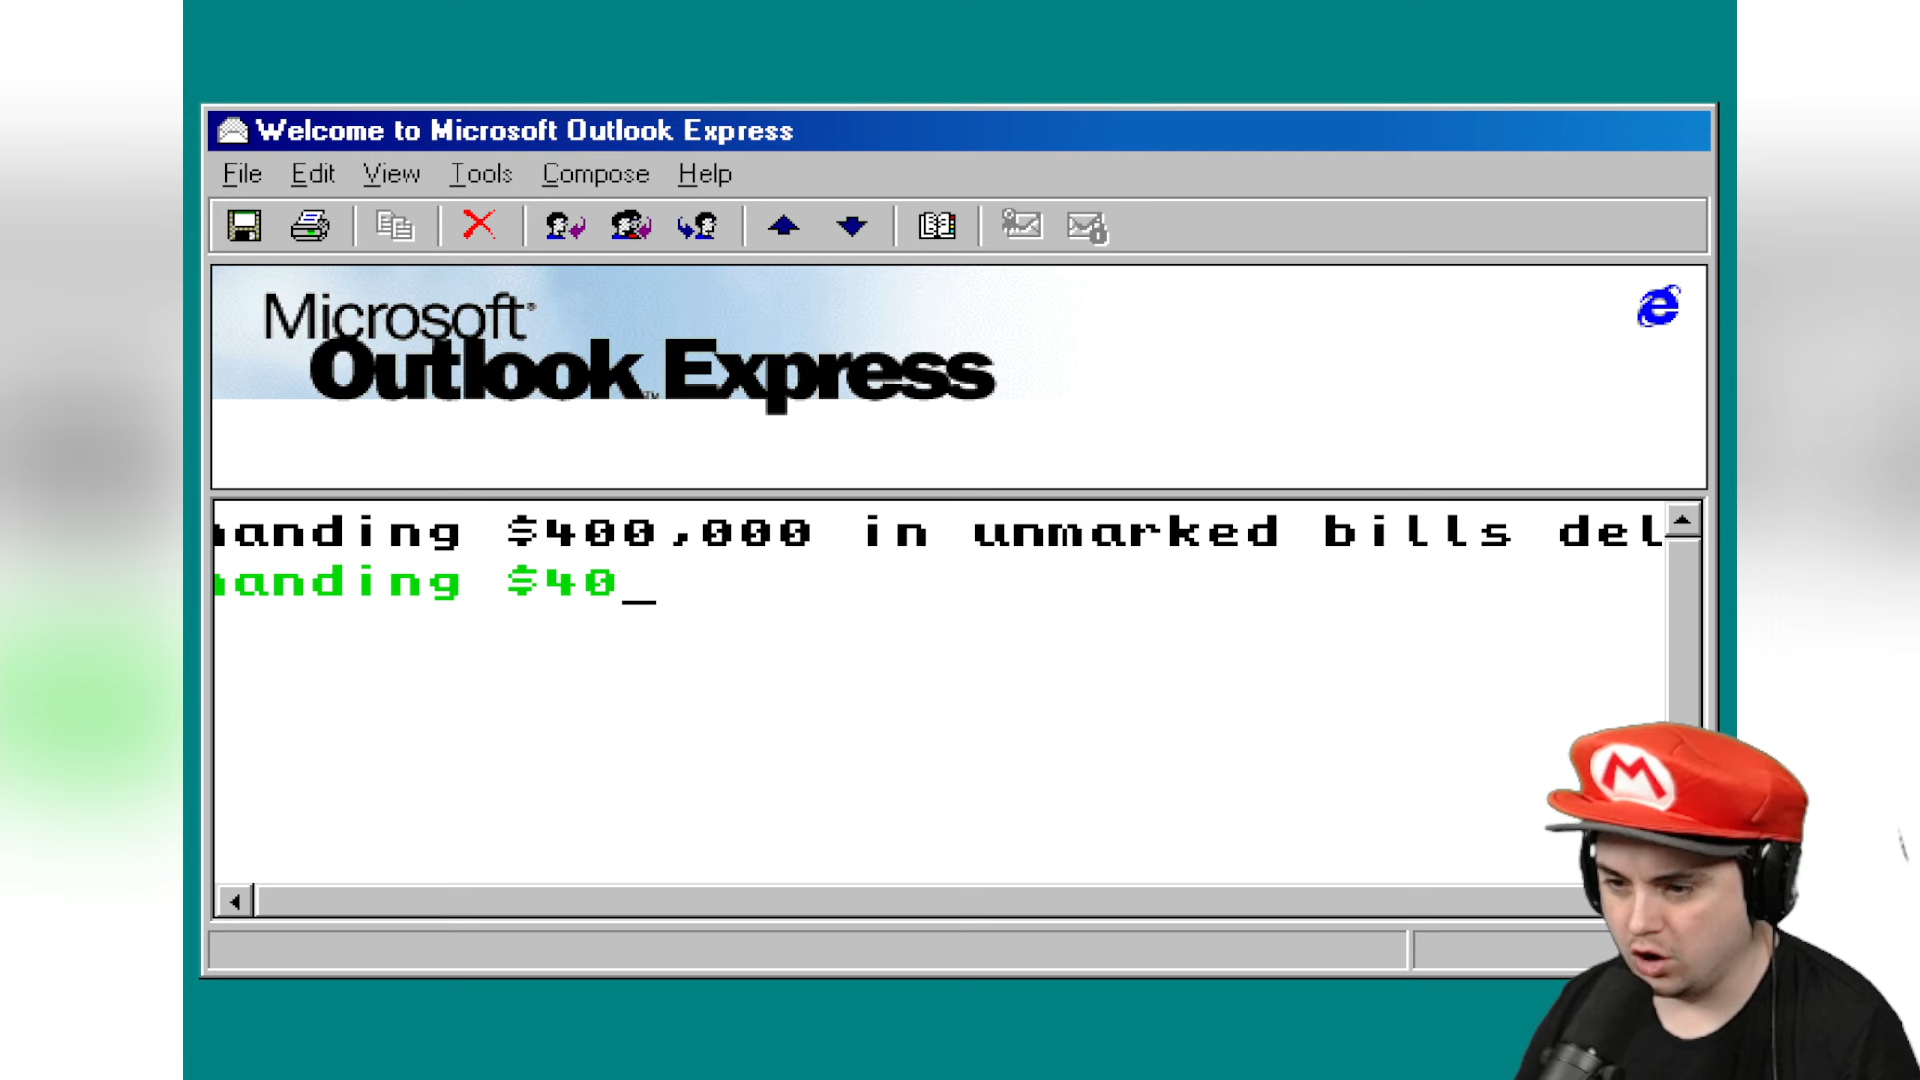 Welcome to Microsoft Outlook Express
File Edit View Tools Compose Help
Microsoft®
Outlook Express™
anding $400,000 in unmarked bills del
anding $40_
M